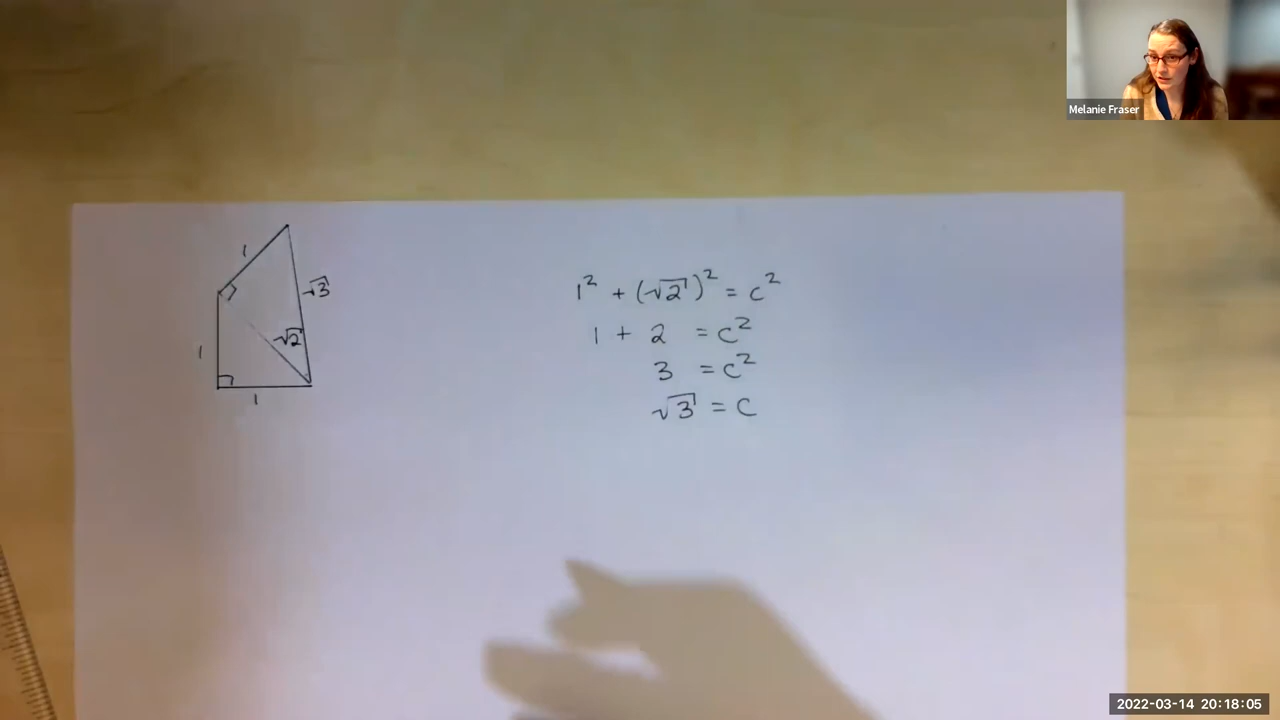 Melanie Fraser
1
√3
√2
1
1
1² + (√2)² = c²
1 + 2 = c²
3 = c²
√3 = c
2022-03-14 20:18:05